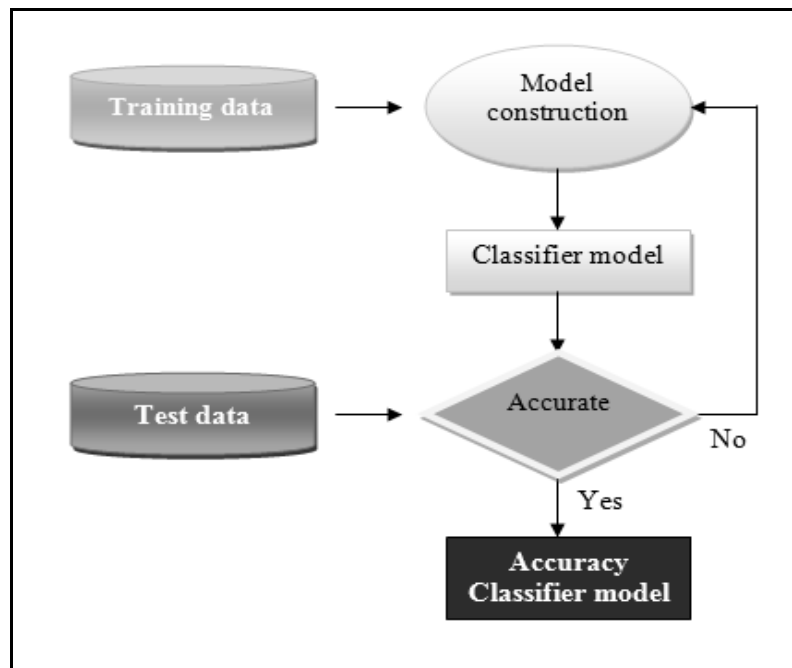 Training data
Model
construction
Classifier model
Test data
Accurate
No
Yes
Accuracy
Classifier model